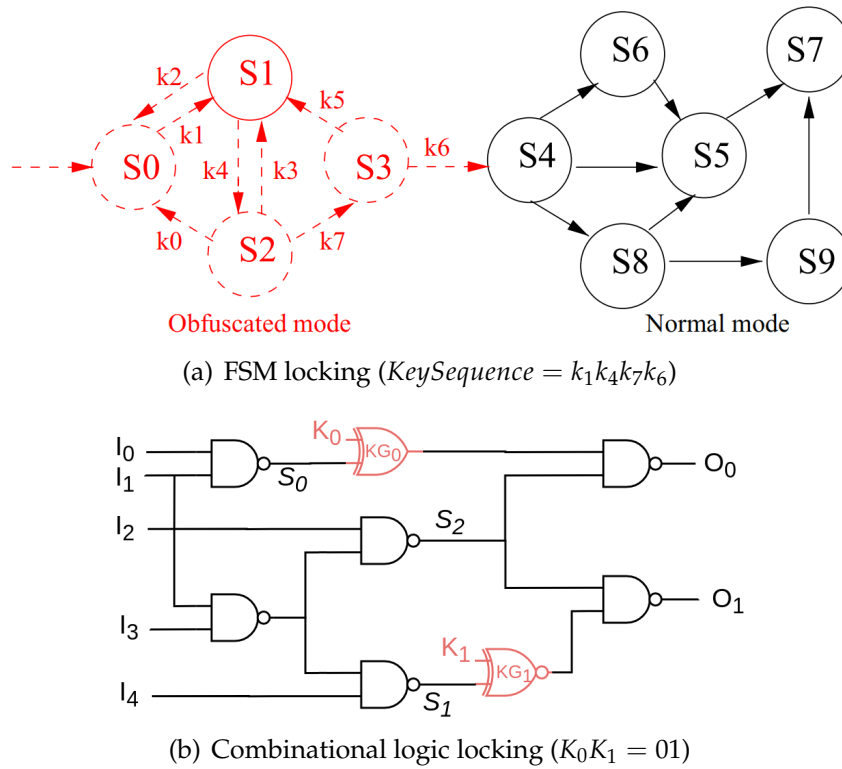 S6 S7
k2 S1
k1 k5
S0 k4 k3 S3 k6 S4 S5
k0 S2 k7 S8 S9
Obfuscated mode Normal mode
(a) FSM locking (KeySequence = k₁k₄k₇k₆)
I₀ K₀ KG₀
I₁ S₀ O₀
I₂ S₂
O₁
I₃ K₁ KG₁
I₄ S₁
(b) Combinational logic locking (K₀K₁ = 01)